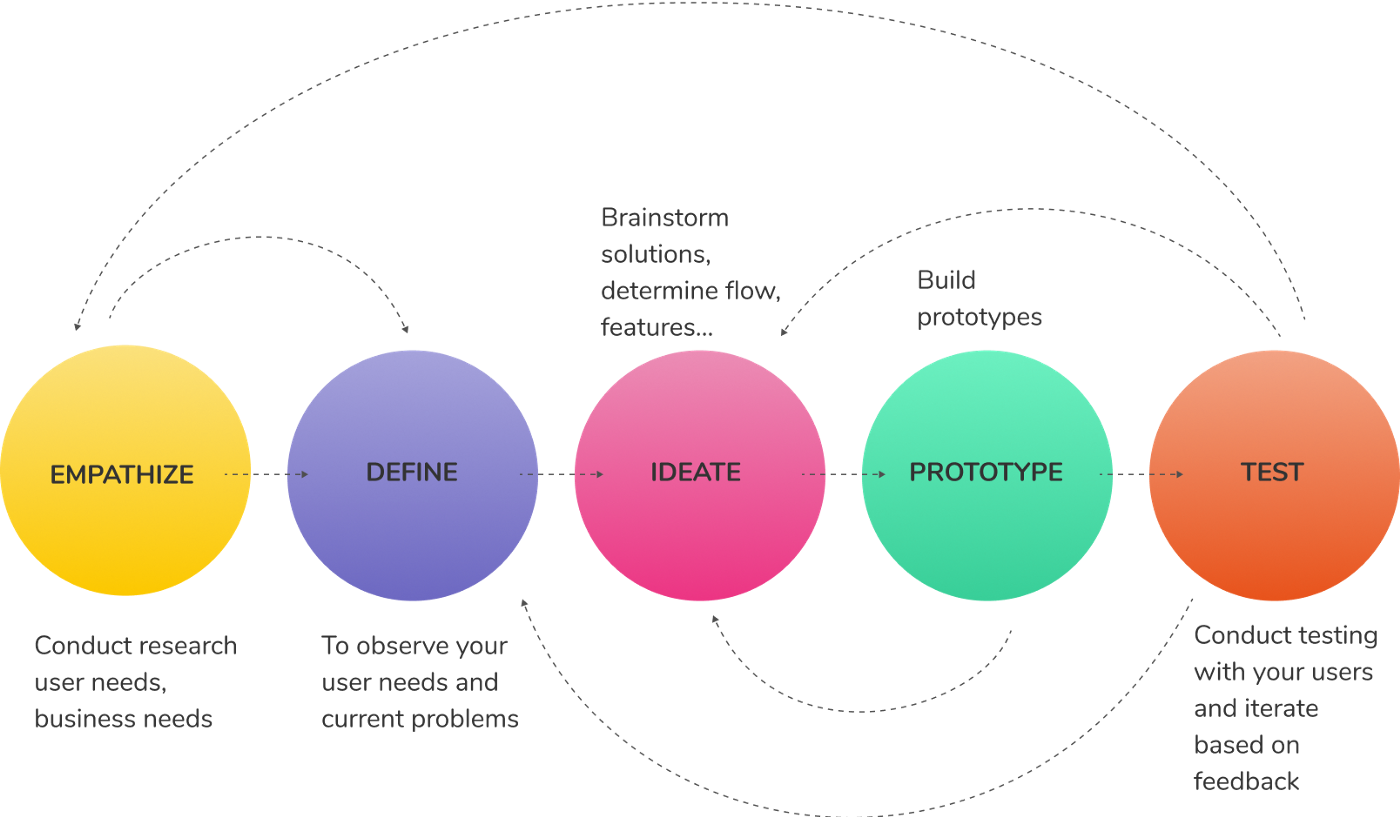 Brainstorm
solutions,
determine flow,
features...
Build
prototypes
EMPATHIZE
DEFINE
IDEATE
PROTOTYPE
TEST
Conduct research
user needs,
business needs
To observe your
user needs and
current problems
Conduct testing
with your users
and iterate
based on
feedback